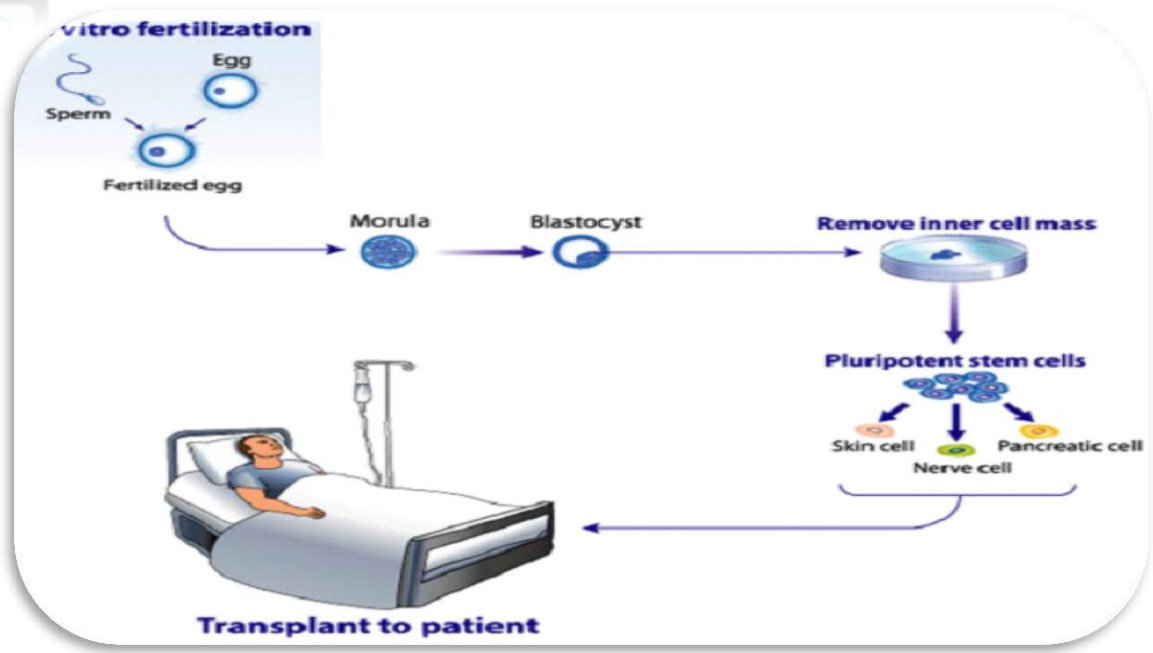 vitro fertilization
Egg
Sperm
Fertilized egg
Morula
Blastocyst
Remove inner cell mass
Pluripotent stem cells
Skin cell
Pancreatic cell
Nerve cell
Transplant to patient